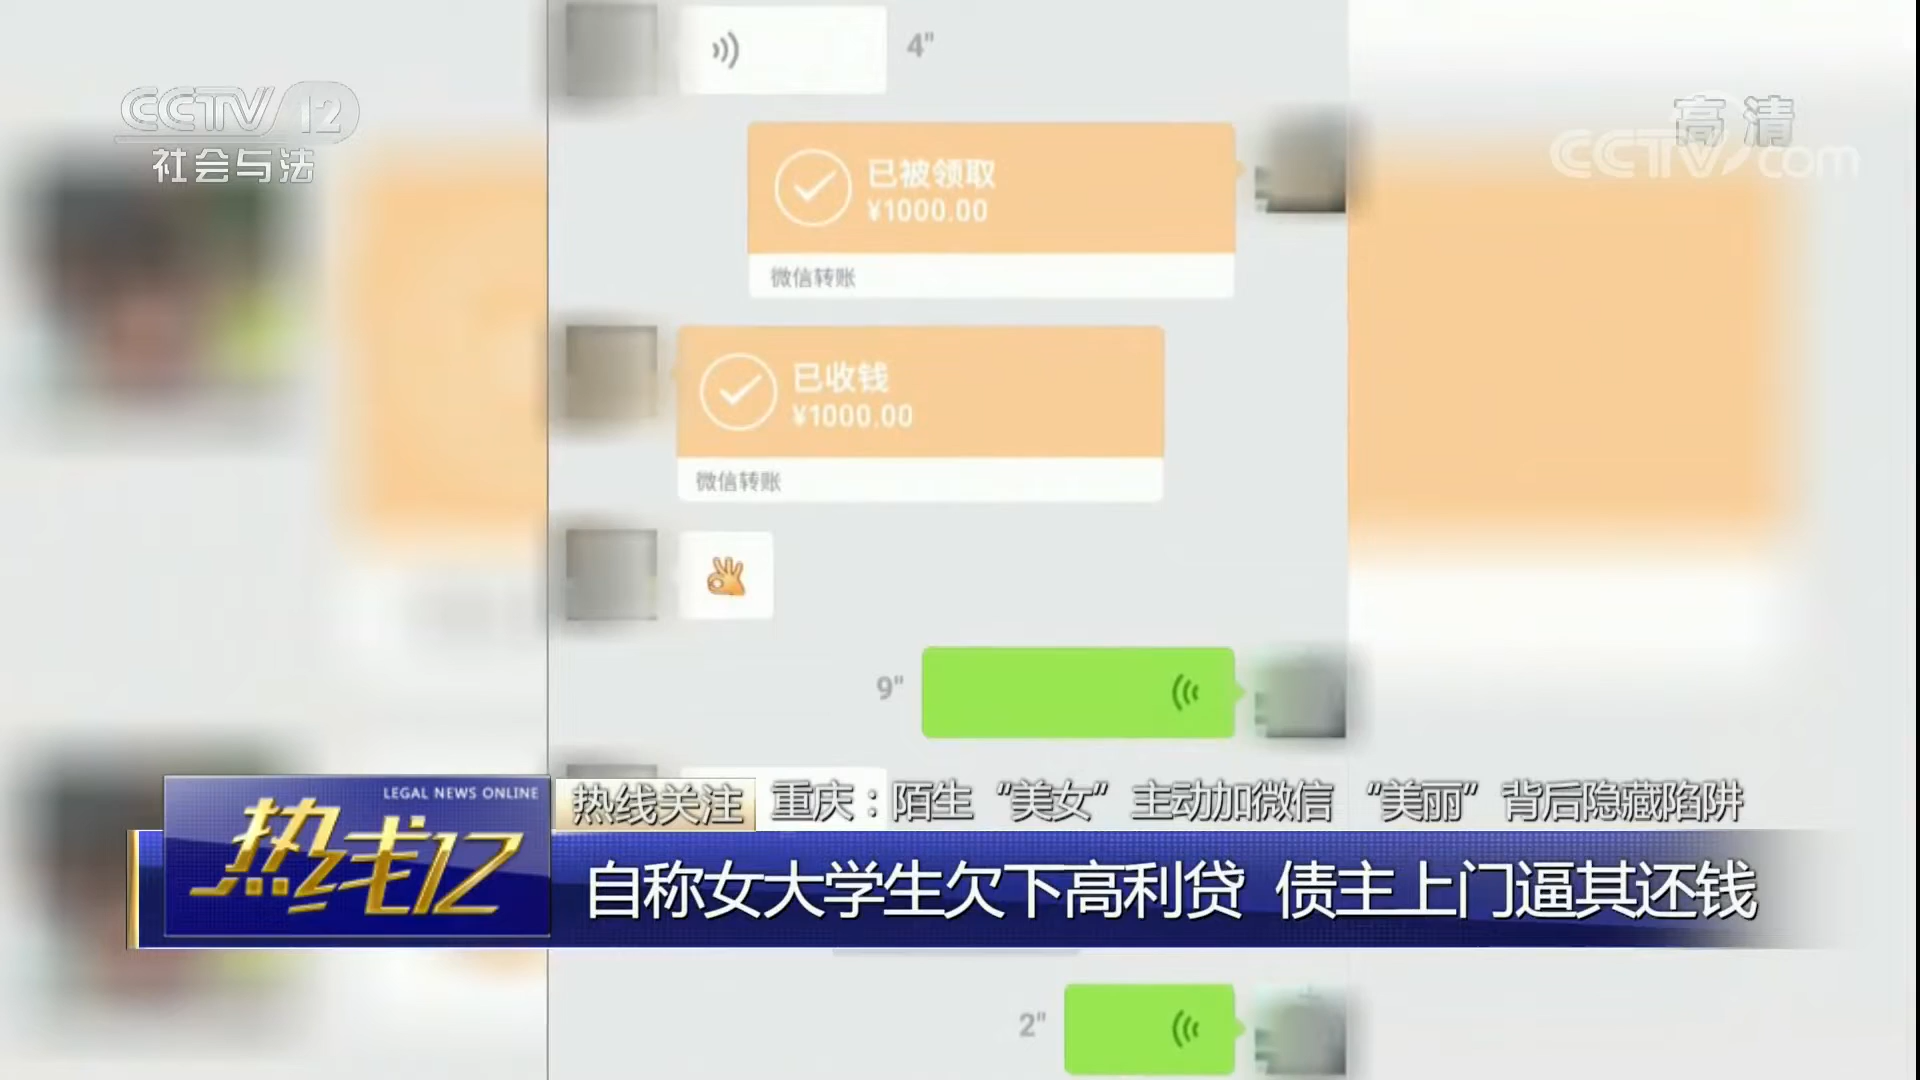 4"
CCTV 12
社会与法
高清
CCTV.com
已被领取
¥1000.00
微信转账
已收钱
¥1000.00
微信转账
9"
LEGAL NEWS ONLINE
热线12
热线关注
重庆：陌生“美女”主动加微信 “美丽”背后隐藏陷阱
自称女大学生欠下高利贷 债主上门逼其还钱
2"